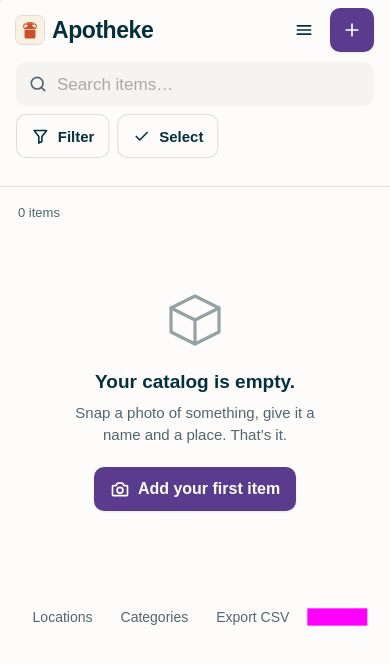 Apotheke
Search items…
Filter
Select
0 items
Your catalog is empty.
Snap a photo of something, give it a
name and a place. That’s it.
Add your first item
Locations
Categories
Export CSV